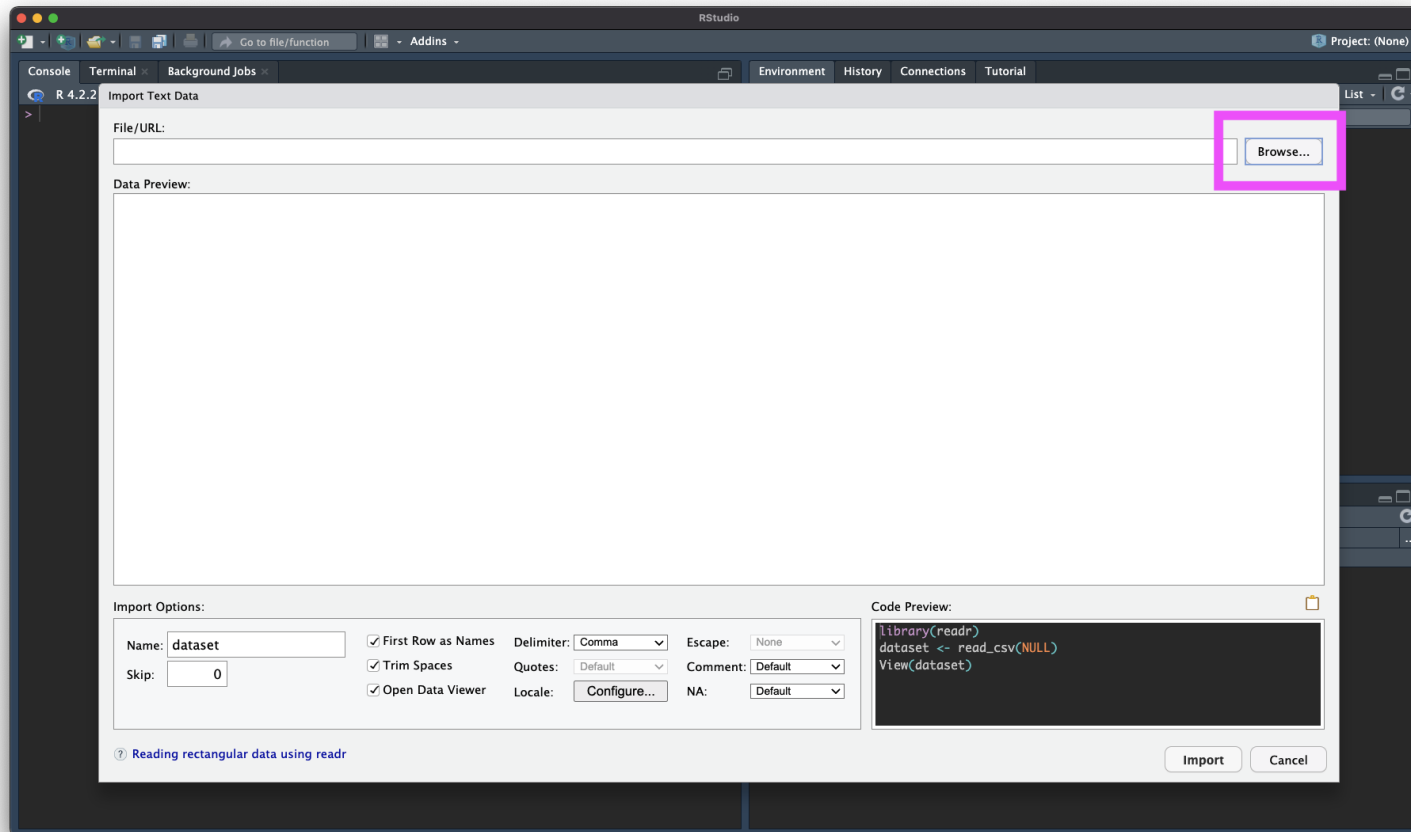 RStudio
Go to file/function
Addins
Project: (None)
Console Terminal Background Jobs
Environment History Connections Tutorial
R 4.2.2
List
>
Import Text Data
File/URL:
Browse...
Data Preview:
Import Options:
Name: dataset
Skip: 0
First Row as Names
Trim Spaces
Open Data Viewer
Delimiter: Comma
Quotes: Default
Locale: Configure...
Escape: None
Comment: Default
NA: Default
Code Preview:
library(readr)
dataset <- read_csv(NULL)
View(dataset)
? Reading rectangular data using readr
Import Cancel